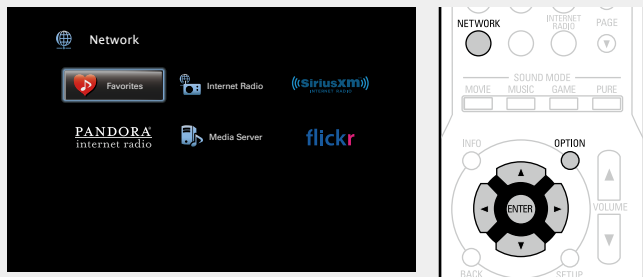 Network
Favorites
Internet Radio
((SiriusXM))
INTERNET RADIO
PANDORA
internet radio
Media Server
flickr
NETWORK
INTERNET
RADIO
PAGE
SOUND MODE
MOVIE MUSIC GAME PURE
INFO
OPTION
ENTER
VOLUME
BACK
SETUP